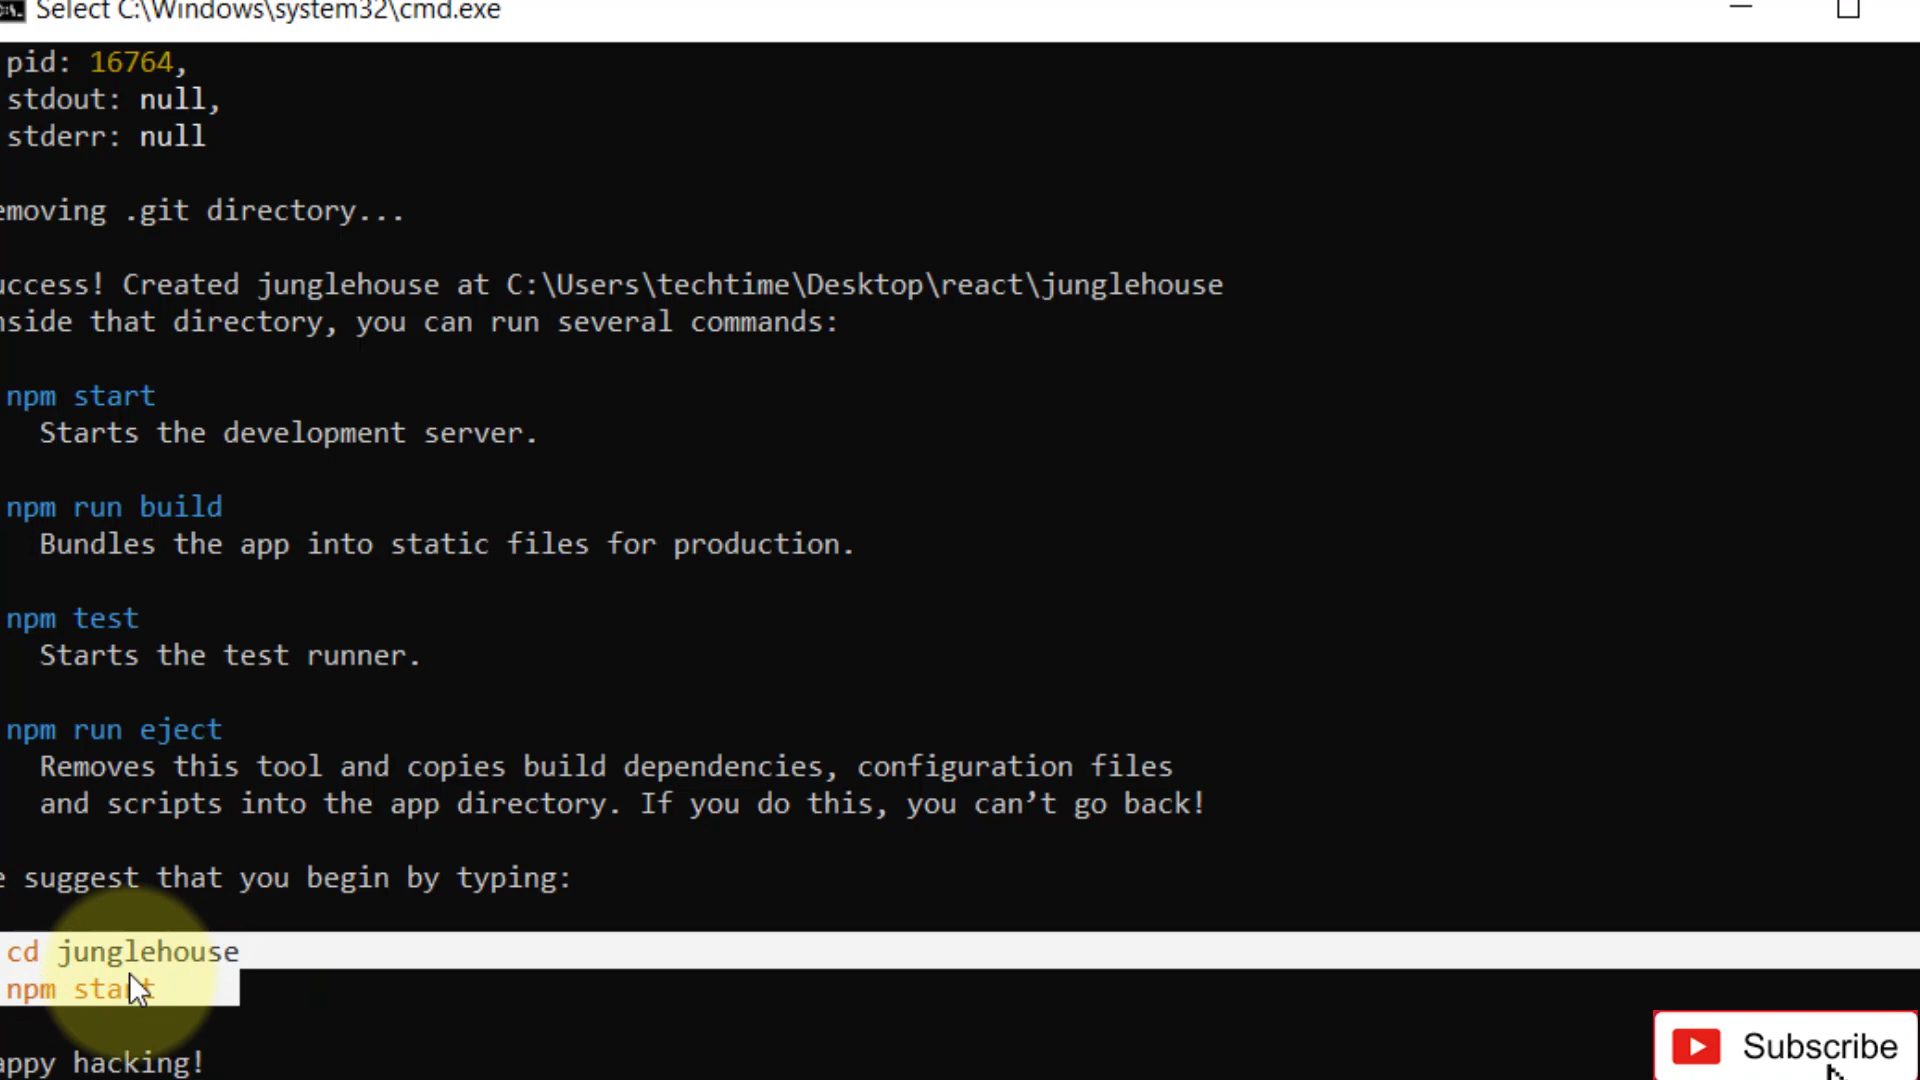 Select C:\Windows\system32\cmd.exe
pid: 16764,
stdout: null,
stderr: null
emoving .git directory...
uccess! Created junglehouse at C:\Users\techtime\Desktop\react\junglehouse
nside that directory, you can run several commands:
npm start
Starts the development server.
npm run build
Bundles the app into static files for production.
npm test
Starts the test runner.
npm run eject
Removes this tool and copies build dependencies, configuration files
and scripts into the app directory. If you do this, you can’t go back!
e suggest that you begin by typing:
cd junglehouse
npm start
appy hacking!
Subscribe